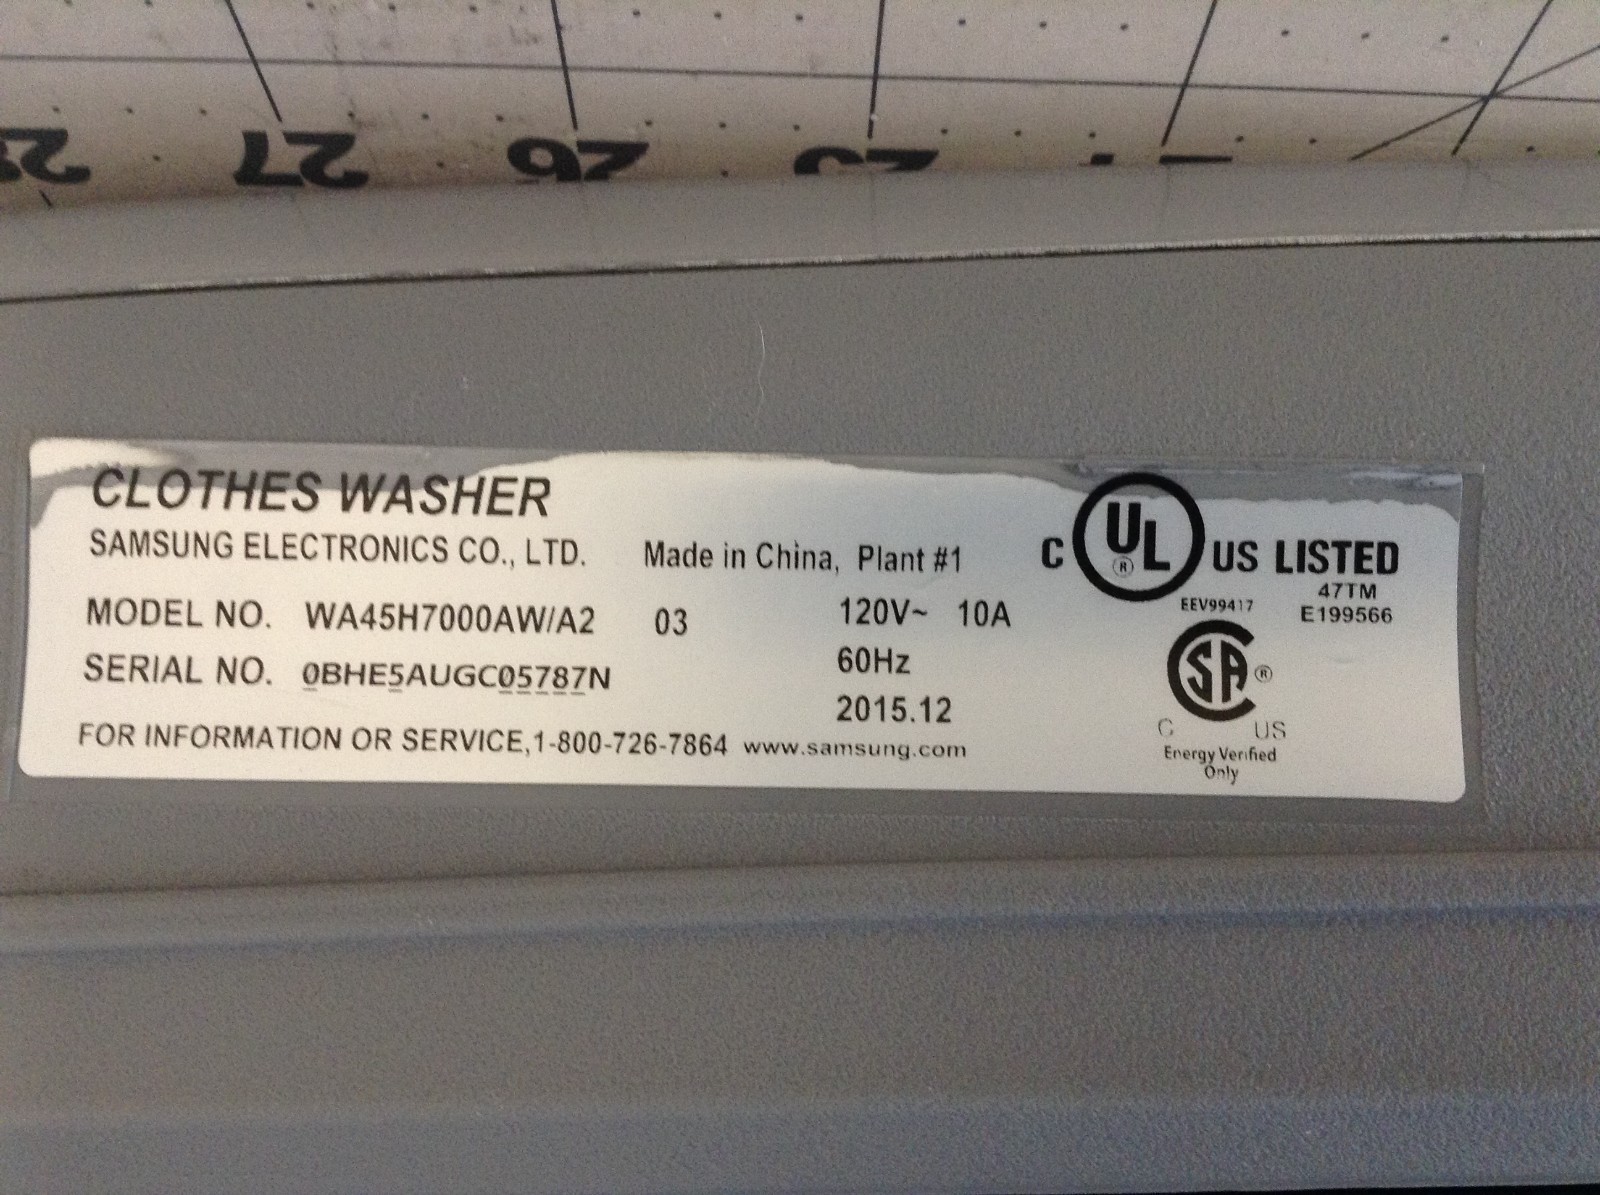 28 27 26 25
CLOTHES WASHER
SAMSUNG ELECTRONICS CO., LTD. Made in China, Plant #1
MODEL NO. WA45H7000AW/A2 03 120V~ 10A
SERIAL NO. 0BHE5AUGC05787N 60Hz
2015.12
FOR INFORMATION OR SERVICE,1-800-726-7864 www.samsung.com
C UL ® US LISTED
47TM
EEV99417 E199566
SA ®
C US
Energy Verified
Only